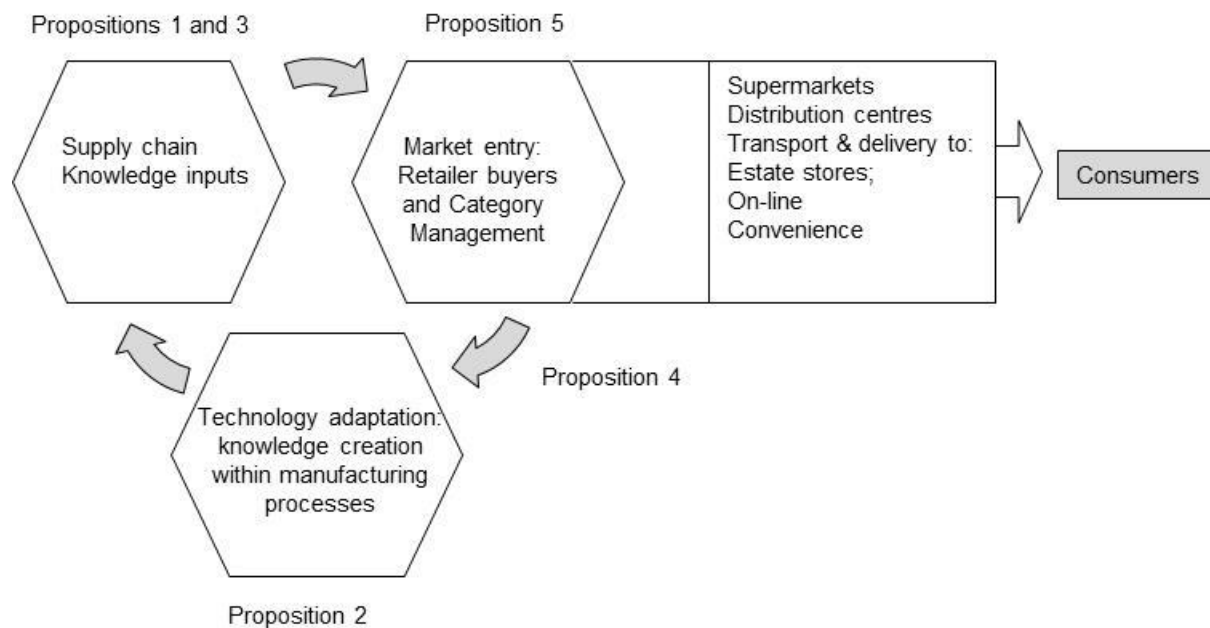 Propositions 1 and 3
Proposition 5
Supply chain
Knowledge inputs
Market entry:
Retailer buyers
and Category
Management
Supermarkets
Distribution centres
Transport & delivery to:
Estate stores;
On-line
Convenience
Consumers
Proposition 4
Technology adaptation:
knowledge creation
within manufacturing
processes
Proposition 2